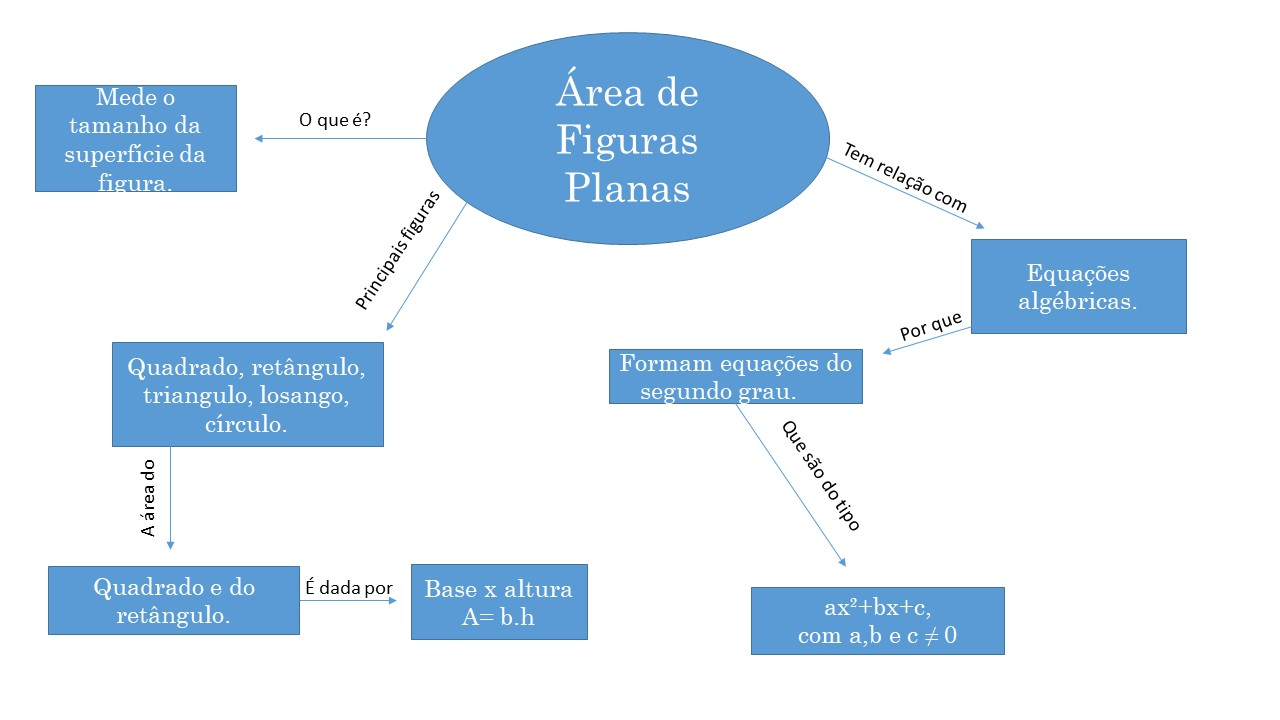 Área de
Figuras
Planas
O que é?
Mede o
tamanho da
superfície da
figura.
Tem relação com
Principais figuras
Equações
algébricas.
Por que
Formam equações do
segundo grau.
Quadrado, retângulo,
triangulo, losango,
círculo.
Que são do tipo
A área do
Quadrado e do
retângulo.
É dada por
Base x altura
A= b.h
ax²+bx+c,
com a,b e c ≠ 0